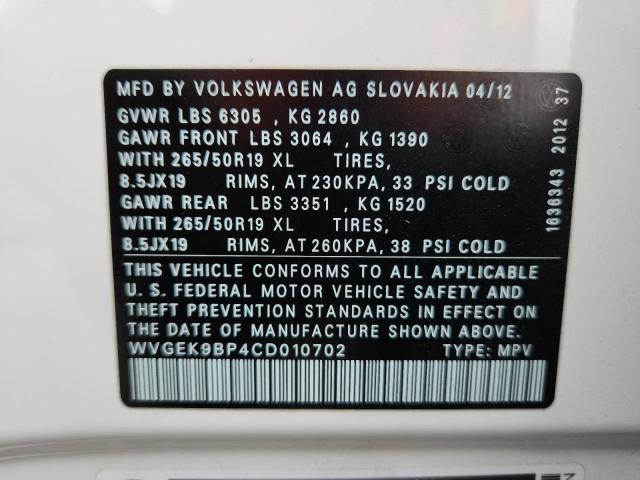 MFD BY VOLKSWAGEN AG SLOVAKIA 04/12
GVWR LBS 6305 , KG 2860
GAWR FRONT LBS 3064 , KG 1390
WITH 265/50R19 XL TIRES,
8.5JX19 RIMS, AT 230KPA, 33 PSI COLD
GAWR REAR LBS 3351 , KG 1520
WITH 265/50R19 XL TIRES,
8.5JX19 RIMS, AT 260KPA, 38 PSI COLD
THIS VEHICLE CONFORMS TO ALL APPLICABLE
U. S. FEDERAL MOTOR VEHICLE SAFETY AND
THEFT PREVENTION STANDARDS IN EFFECT ON
THE DATE OF MANUFACTURE SHOWN ABOVE
WVGEK9BP4CD010702 TYPE: MPV
1636343 2012 37